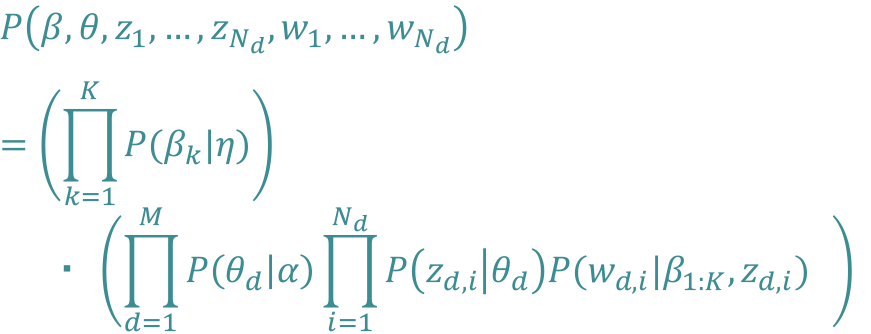 P(β, θ, z_1, …, z_{N_d}, w_1, …, w_{N_d})
= (∏_{k=1}^{K} P(β_k|η))
· (∏_{d=1}^{M} P(θ_d|α) ∏_{i=1}^{N_d} P(z_{d,i}|θ_d)P(w_{d,i}|β_{1:K}, z_{d,i}))